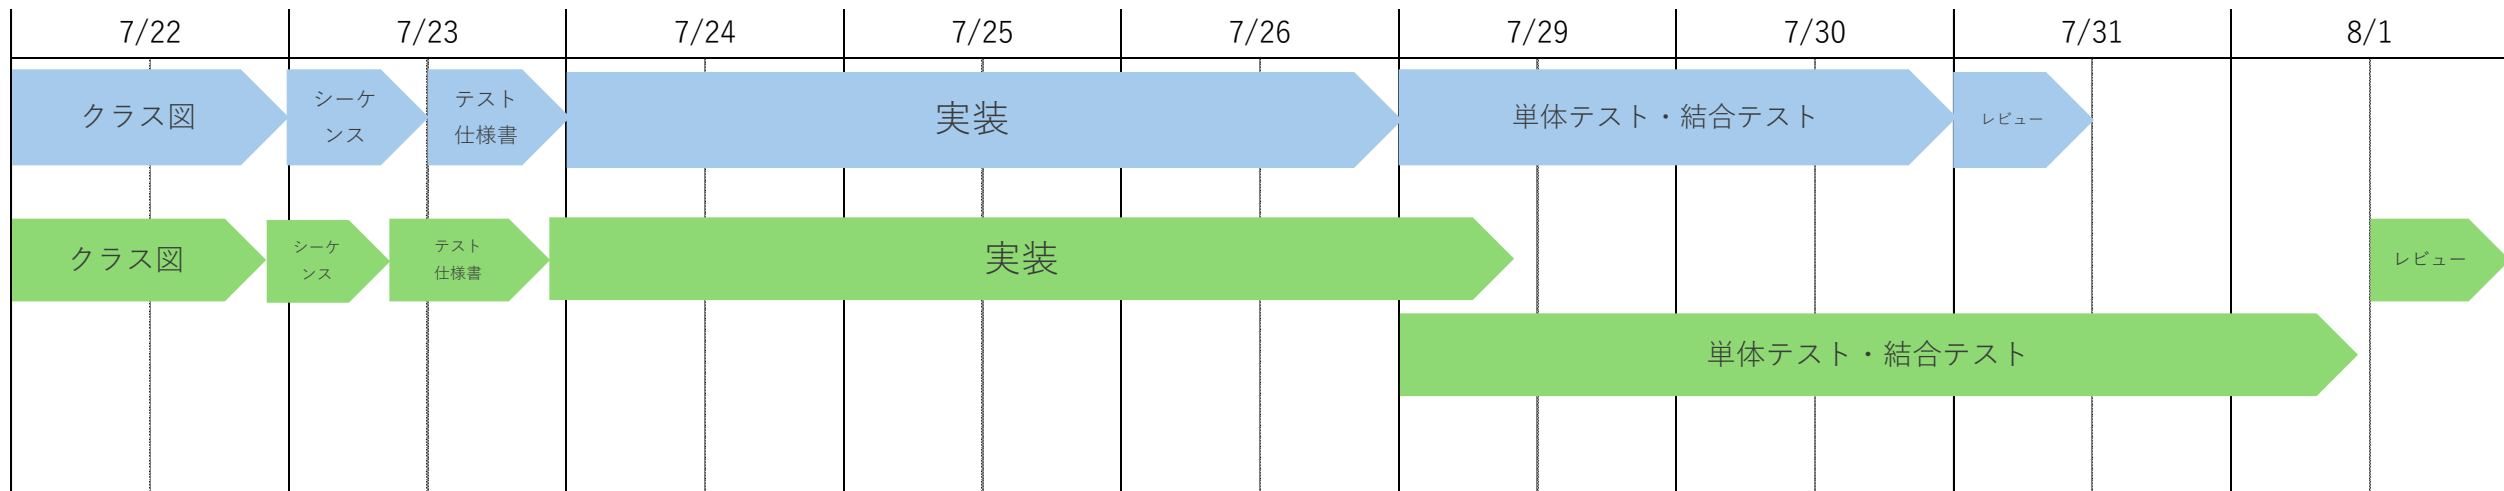 7/22 7/23 7/24 7/25 7/26 7/29 7/30 7/31 8/1
クラス図
シーケ
ンス
テスト
仕様書
実装
単体テスト・結合テスト
レビュー
クラス図
シーケ
ンス
テスト
仕様書
実装
レビュー
単体テスト・結合テスト